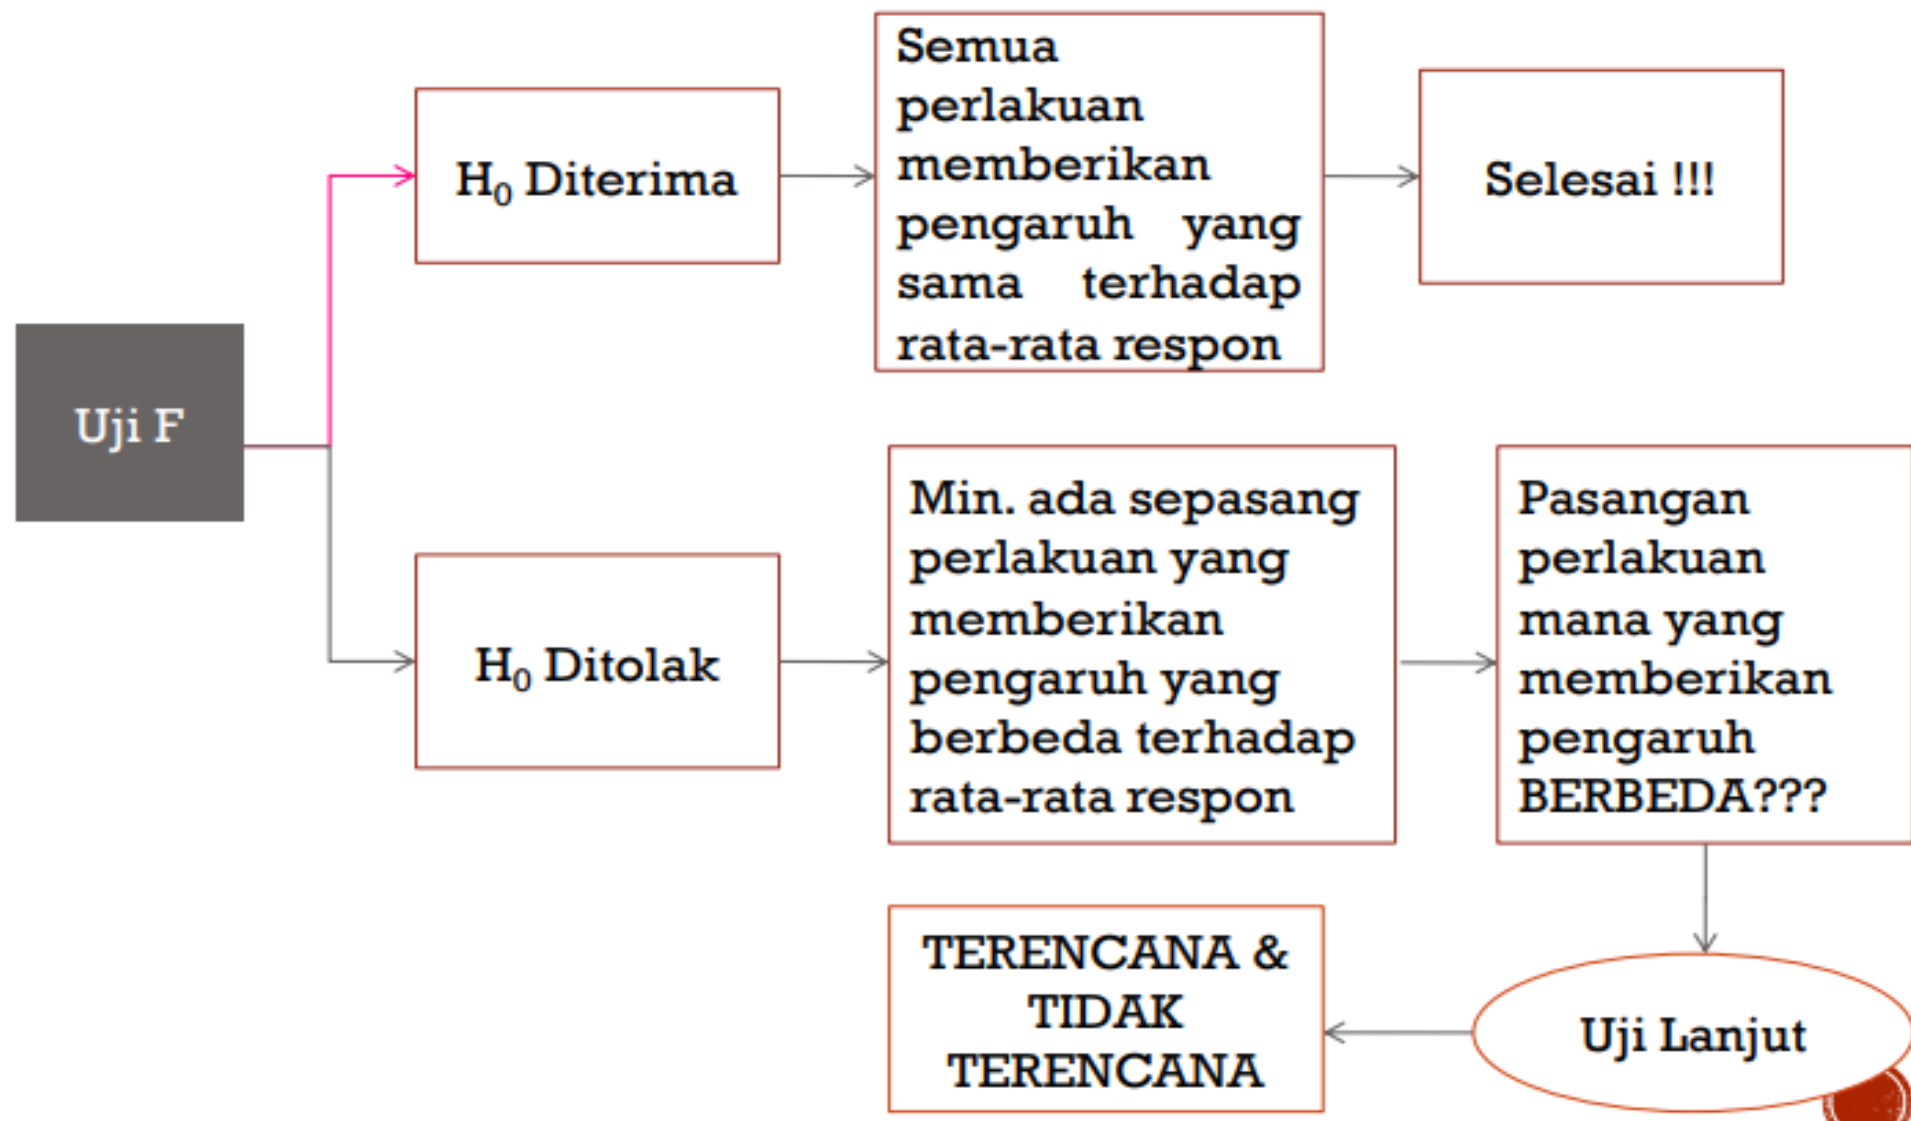 Uji F
H₀ Diterima
Semua
perlakuan
memberikan
pengaruh yang
sama terhadap
rata-rata respon
Selesai !!!
H₀ Ditolak
Min. ada sepasang
perlakuan yang
memberikan
pengaruh yang
berbeda terhadap
rata-rata respon
Pasangan
perlakuan
mana yang
memberikan
pengaruh
BERBEDA???
Uji Lanjut
TERENCANA &
TIDAK
TERENCANA